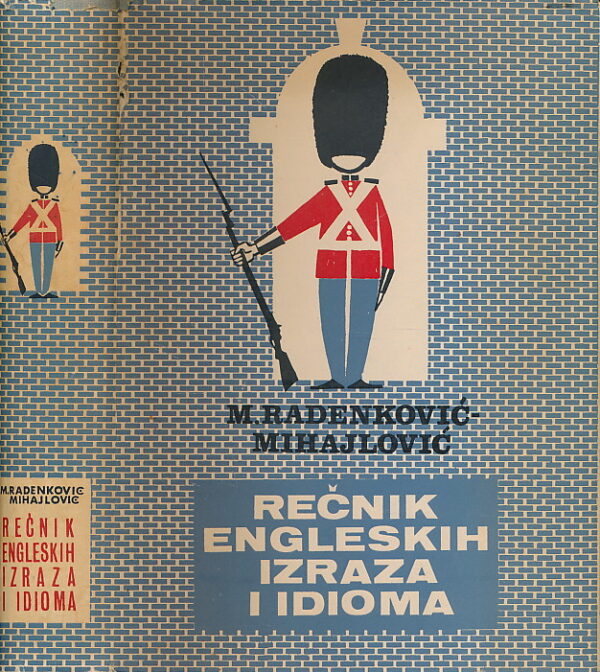 M.RADENKOVIĆ-
MIHAJLOVIĆ
REČNIK
ENGLESKIH
IZRAZA
I IDIOMA
M.RADENKOVIĆ
MIHAJLOVIĆ
REČNIK
ENGLESKIH
IZRAZA
I IDIOMA